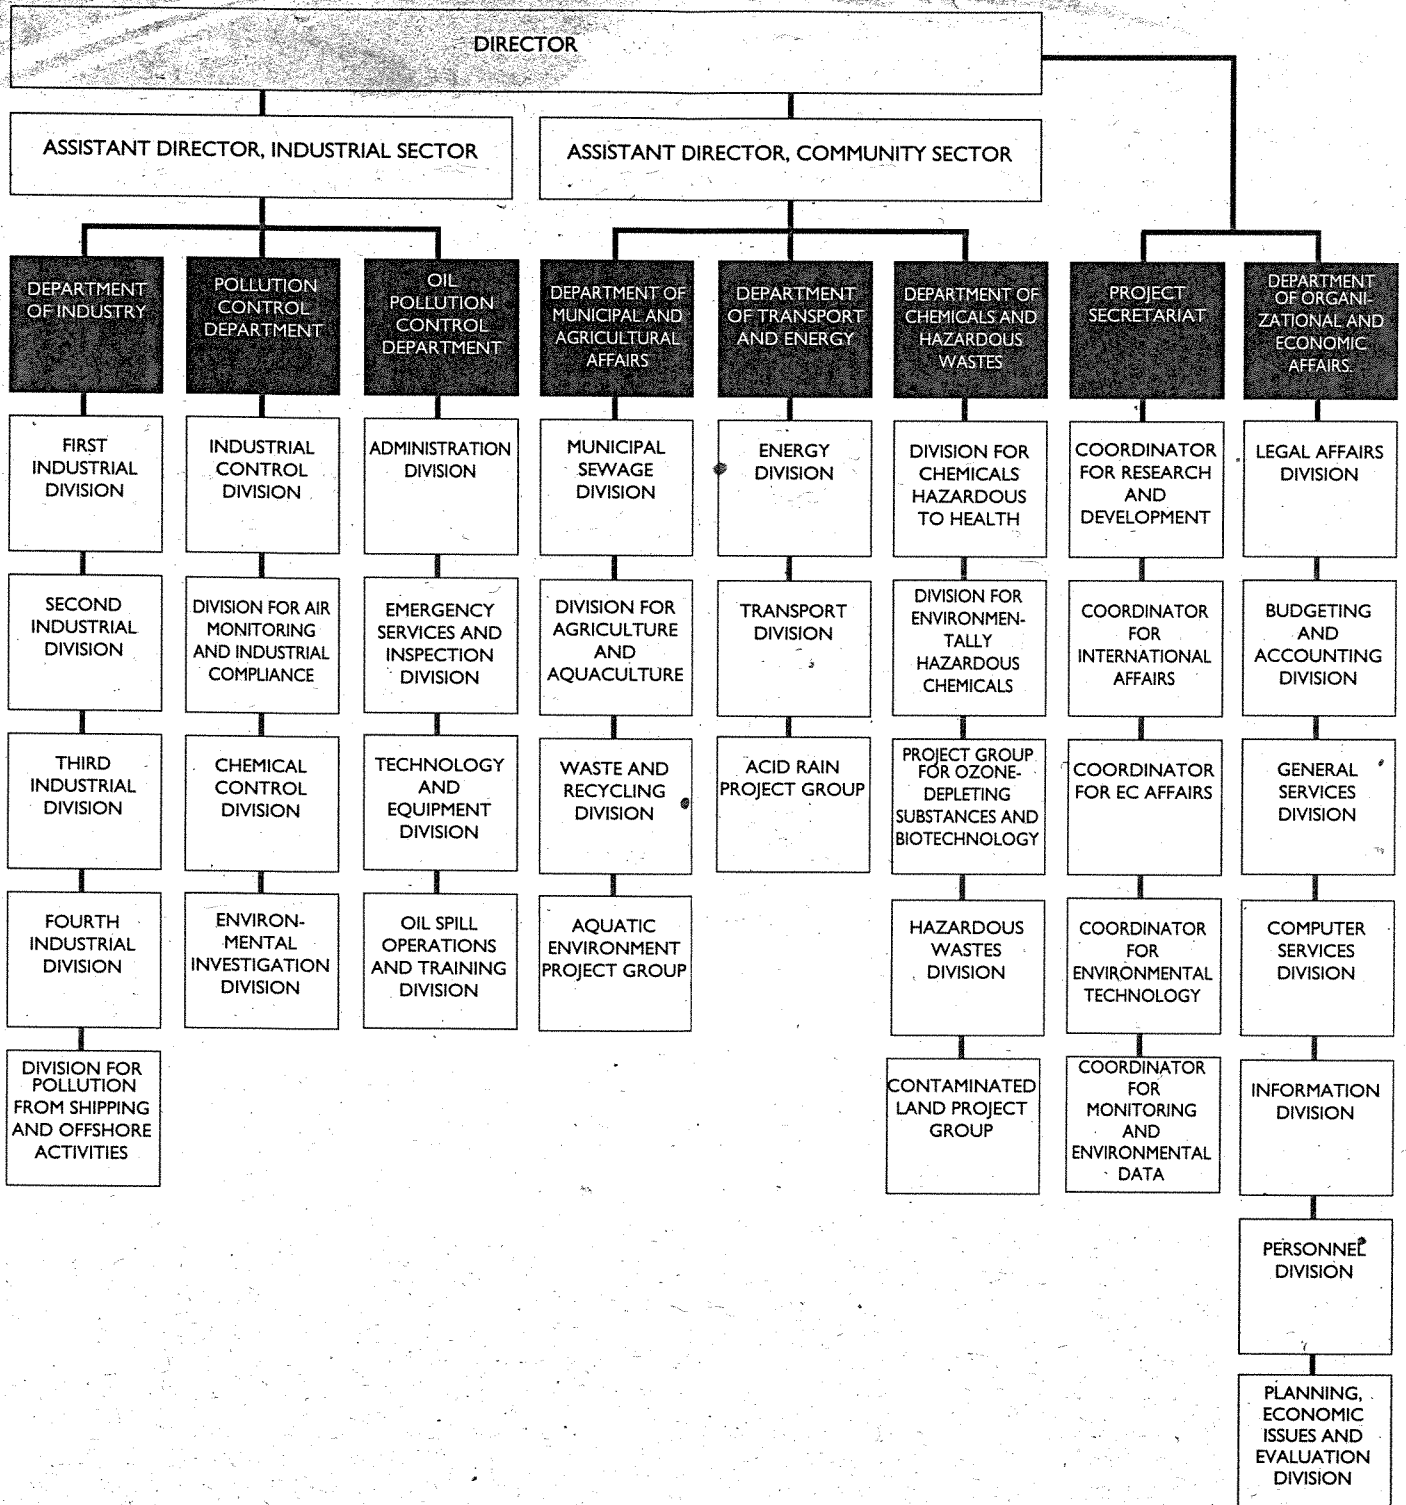 DIRECTOR
ASSISTANT DIRECTOR, INDUSTRIAL SECTOR
ASSISTANT DIRECTOR, COMMUNITY SECTOR
DEPARTMENT
OF INDUSTRY
POLLUTION
CONTROL
DEPARTMENT
OIL
POLLUTION
CONTROL
DEPARTMENT
DEPARTMENT OF
MUNICIPAL AND
AGRICULTURAL
AFFAIRS
DEPARTMENT
OF TRANSPORT
AND ENERGY
DEPARTMENT OF
CHEMICALS AND
HAZARDOUS
WASTES
PROJECT
SECRETARIAT
DEPARTMENT
OF ORGANI-
ZATIONAL AND
ECONOMIC
AFFAIRS.
FIRST
INDUSTRIAL
DIVISION
INDUSTRIAL
CONTROL
DIVISION
ADMINISTRATION
DIVISION
MUNICIPAL
SEWAGE
DIVISION
ENERGY
DIVISION
DIVISION FOR
CHEMICALS
HAZARDOUS
TO HEALTH
COORDINATOR
FOR RESEARCH
AND
DEVELOPMENT
LEGAL AFFAIRS
DIVISION
SECOND
INDUSTRIAL
DIVISION
DIVISION FOR AIR
MONITORING
AND INDUSTRIAL
COMPLIANCE
EMERGENCY
SERVICES AND
INSPECTION
DIVISION
DIVISION FOR
AGRICULTURE
AND
AQUACULTURE
TRANSPORT
DIVISION
DIVISION FOR
ENVIRONMEN-
TALLY
HAZARDOUS
CHEMICALS
COORDINATOR
FOR
INTERNATIONAL
AFFAIRS
BUDGETING
AND
ACCOUNTING
DIVISION
THIRD
INDUSTRIAL
DIVISION
CHEMICAL
CONTROL
DIVISION
TECHNOLOGY
AND
EQUIPMENT
DIVISION
WASTE AND
RECYCLING
DIVISION
ACID RAIN
PROJECT GROUP
PROJECT GROUP
FOR OZONE-
DEPLETING
SUBSTANCES AND
BIOTECHNOLOGY
COORDINATOR
FOR EC AFFAIRS
GENERAL
SERVICES
DIVISION
FOURTH
INDUSTRIAL
DIVISION
ENVIRON-
MENTAL
INVESTIGATION
DIVISION
OIL SPILL
OPERATIONS
AND TRAINING
DIVISION
AQUATIC
ENVIRONMENT
PROJECT GROUP
HAZARDOUS
WASTES
DIVISION
COORDINATOR
FOR
ENVIRONMENTAL
TECHNOLOGY
COMPUTER
SERVICES
DIVISION
DIVISION FOR
POLLUTION
FROM SHIPPING
AND OFFSHORE
ACTIVITIES
CONTAMINATED
LAND PROJECT
GROUP
COORDINATOR
FOR
MONITORING
AND
ENVIRONMENTAL
DATA
INFORMATION
DIVISION
PERSONNEL
DIVISION
PLANNING,
ECONOMIC
ISSUES AND
EVALUATION
DIVISION